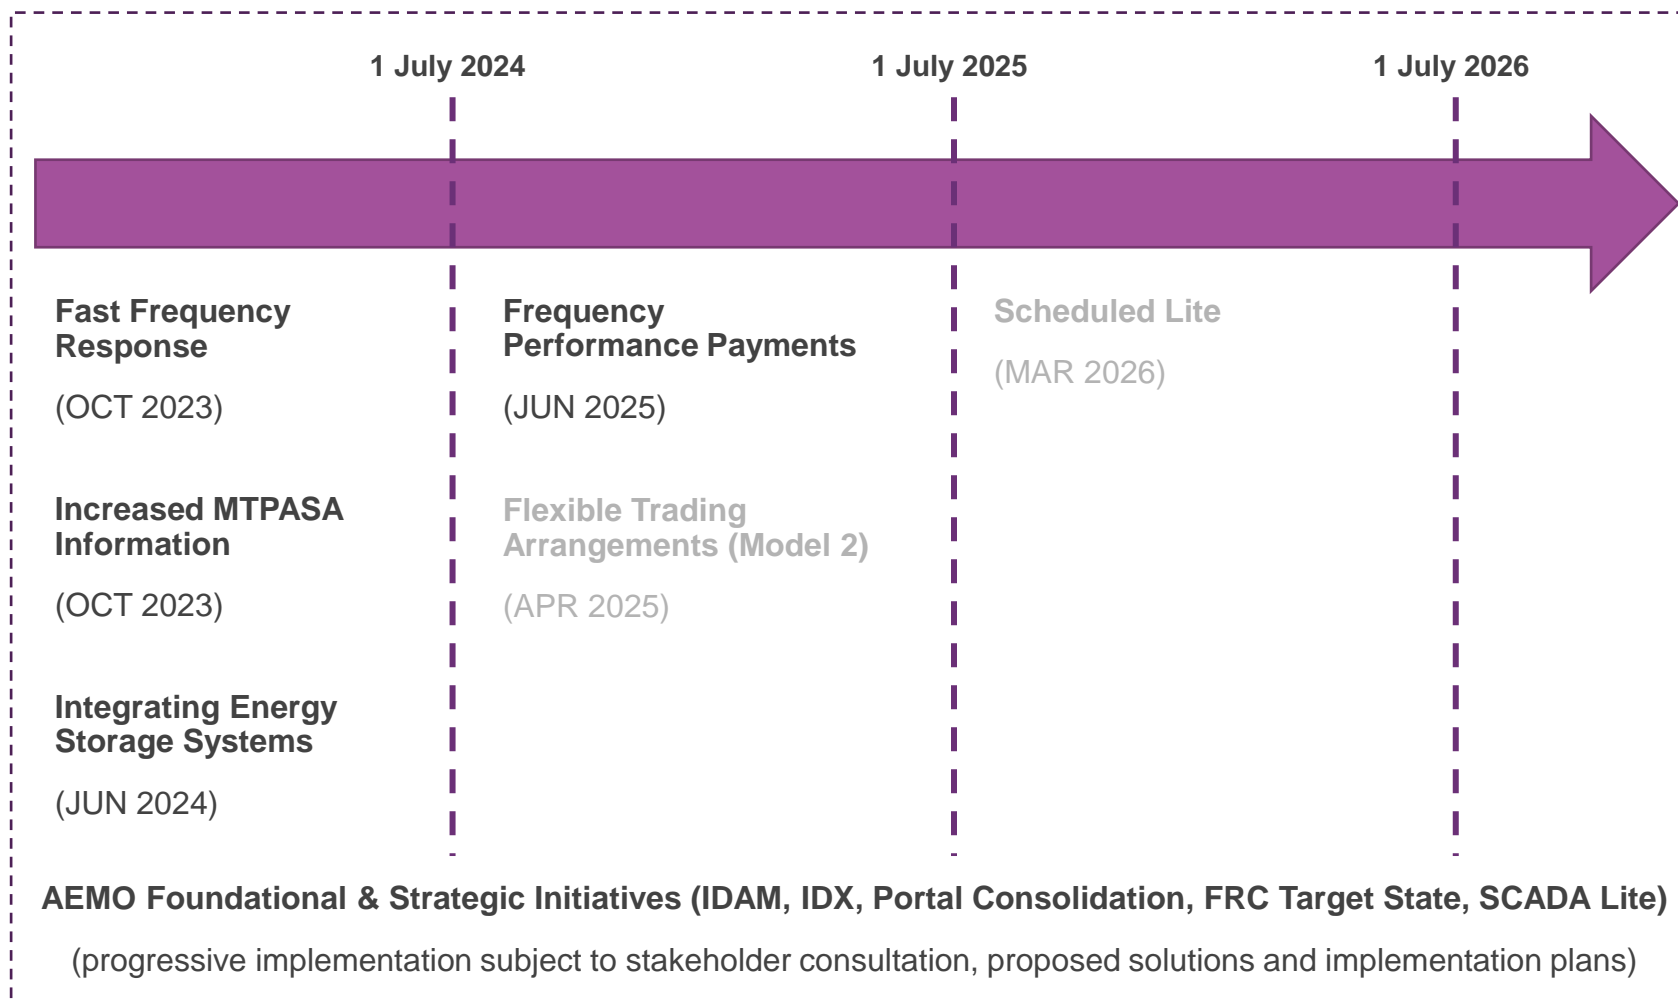 1 July 2024
1 July 2025
1 July 2026
Fast Frequency
Response
(OCT 2023)
Increased MTPASA
Information
(OCT 2023)
Integrating Energy
Storage Systems
(JUN 2024)
Frequency
Performance Payments
(JUN 2025)
Flexible Trading
Arrangements (Model 2)
(APR 2025)
Scheduled Lite
(MAR 2026)
AEMO Foundational & Strategic Initiatives (IDAM, IDX, Portal Consolidation, FRC Target State, SCADA Lite)
(progressive implementation subject to stakeholder consultation, proposed solutions and implementation plans)